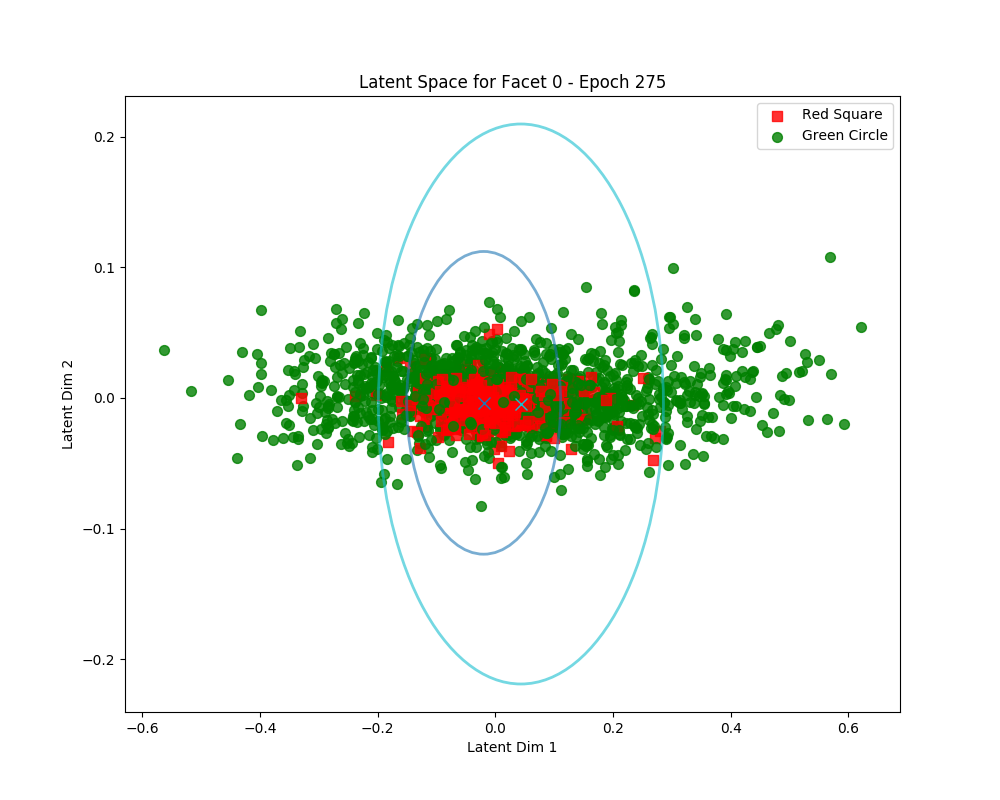 Latent Space for Facet 0 - Epoch 275
Red Square
Green Circle
0.2
0.1
0.0
−0.1
−0.2
Latent Dim 2
−0.6
−0.4
−0.2
0.0
0.2
0.4
0.6
Latent Dim 1